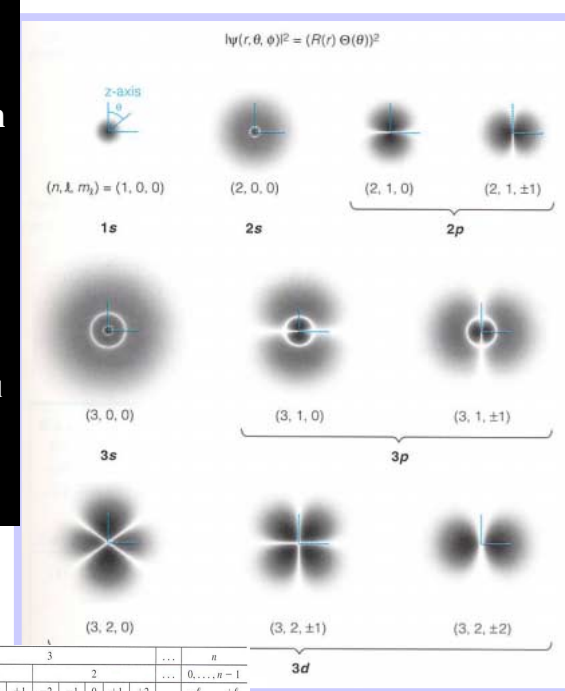 |ψ(r, θ, ϕ)|² = (R(r) Θ(θ))²
z-axis
θ
(n, ℓ, mℓ) = (1, 0, 0) (2, 0, 0) (2, 1, 0) (2, 1, ±1)
1s 2s 2p
(3, 0, 0) (3, 1, 0) (3, 1, ±1)
3s 3p
(3, 2, 0) (3, 2, ±1) (3, 2, ±2)
3d
3 … n
2 … 0,…,n − 1